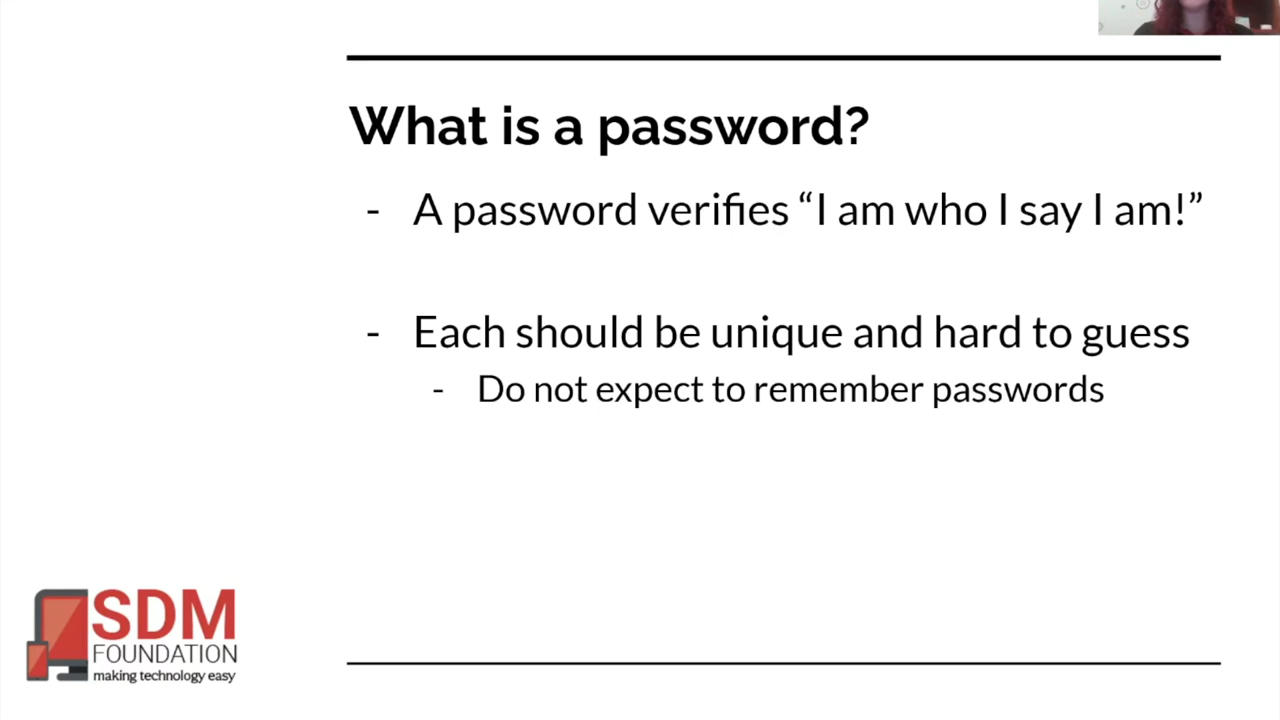 What is a password?
- A password verifies “I am who I say I am!”
- Each should be unique and hard to guess
- Do not expect to remember passwords
SDM
FOUNDATION
making technology easy